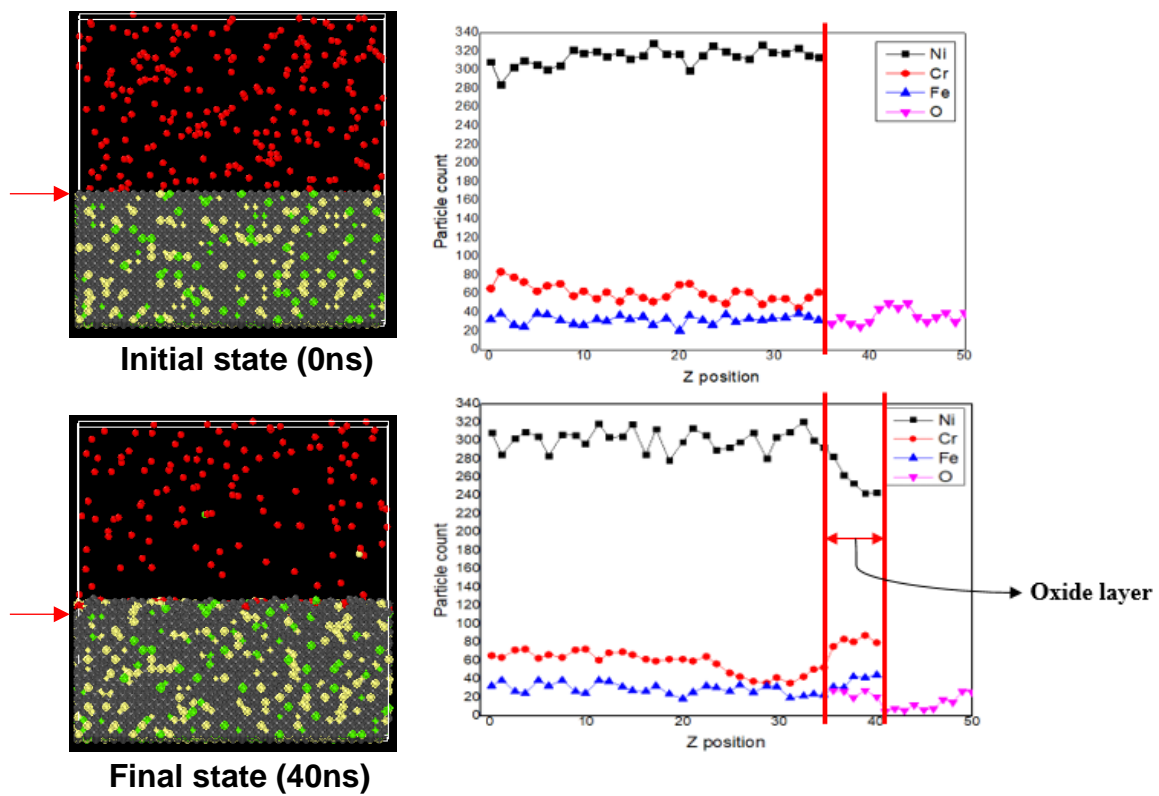 340
320
300
280
260
240
220
200
180
160
140
120
100
80
60
40
20
0
Particle count
Ni
Cr
Fe
O
0 10 20 30 40 50
Z position
Initial state (0ns)
340
320
300
280
260
240
220
200
180
160
140
120
100
80
60
40
20
0
Particle count
Ni
Cr
Fe
O
Oxide layer
0 10 20 30 40 50
Z position
Final state (40ns)